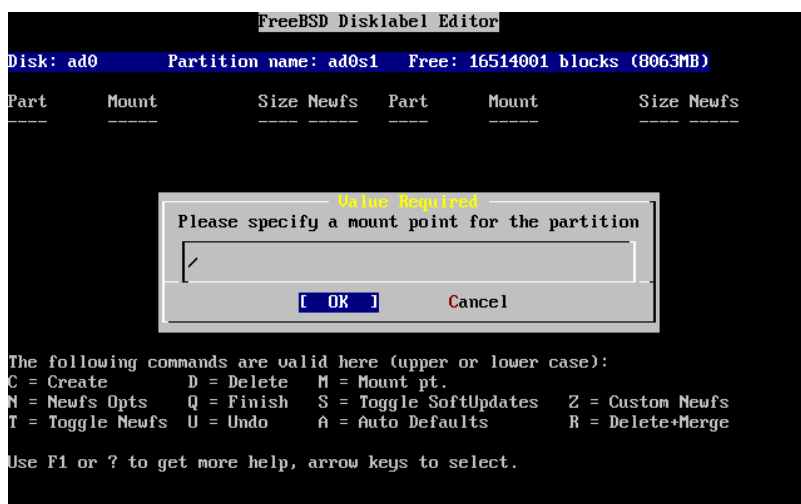 FreeBSD Disklabel Editor
Disk: ad0 Partition name: ad0s1 Free: 16514001 blocks (8063MB)
Part Mount Size Newfs Part Mount Size Newfs
---- ----- ---- ----- ---- ----- ---- -----
Value Required
Please specify a mount point for the partition
/
[ OK ] Cancel
The following commands are valid here (upper or lower case):
C = Create D = Delete M = Mount pt.
N = Newfs Opts Q = Finish S = Toggle SoftUpdates Z = Custom Newfs
T = Toggle Newfs U = Undo A = Auto Defaults R = Delete+Merge
Use F1 or ? to get more help, arrow keys to select.